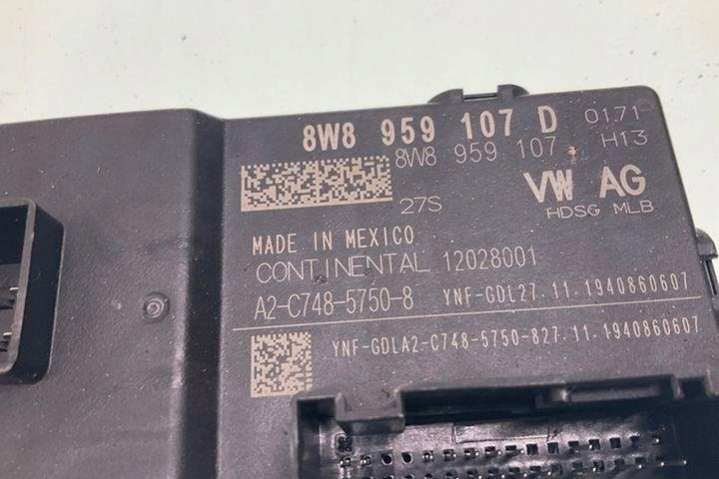 8W8 959 107 D 0171
8W8 959 107 H13
27S VW AG
HDSG MLB
MADE IN MEXICO
CONTINENTAL 12028001
A2-C748-5750-8 YNF-GDL27.11.1940860607
YNF-GDLA2-C748-5750-827.11.1940860607